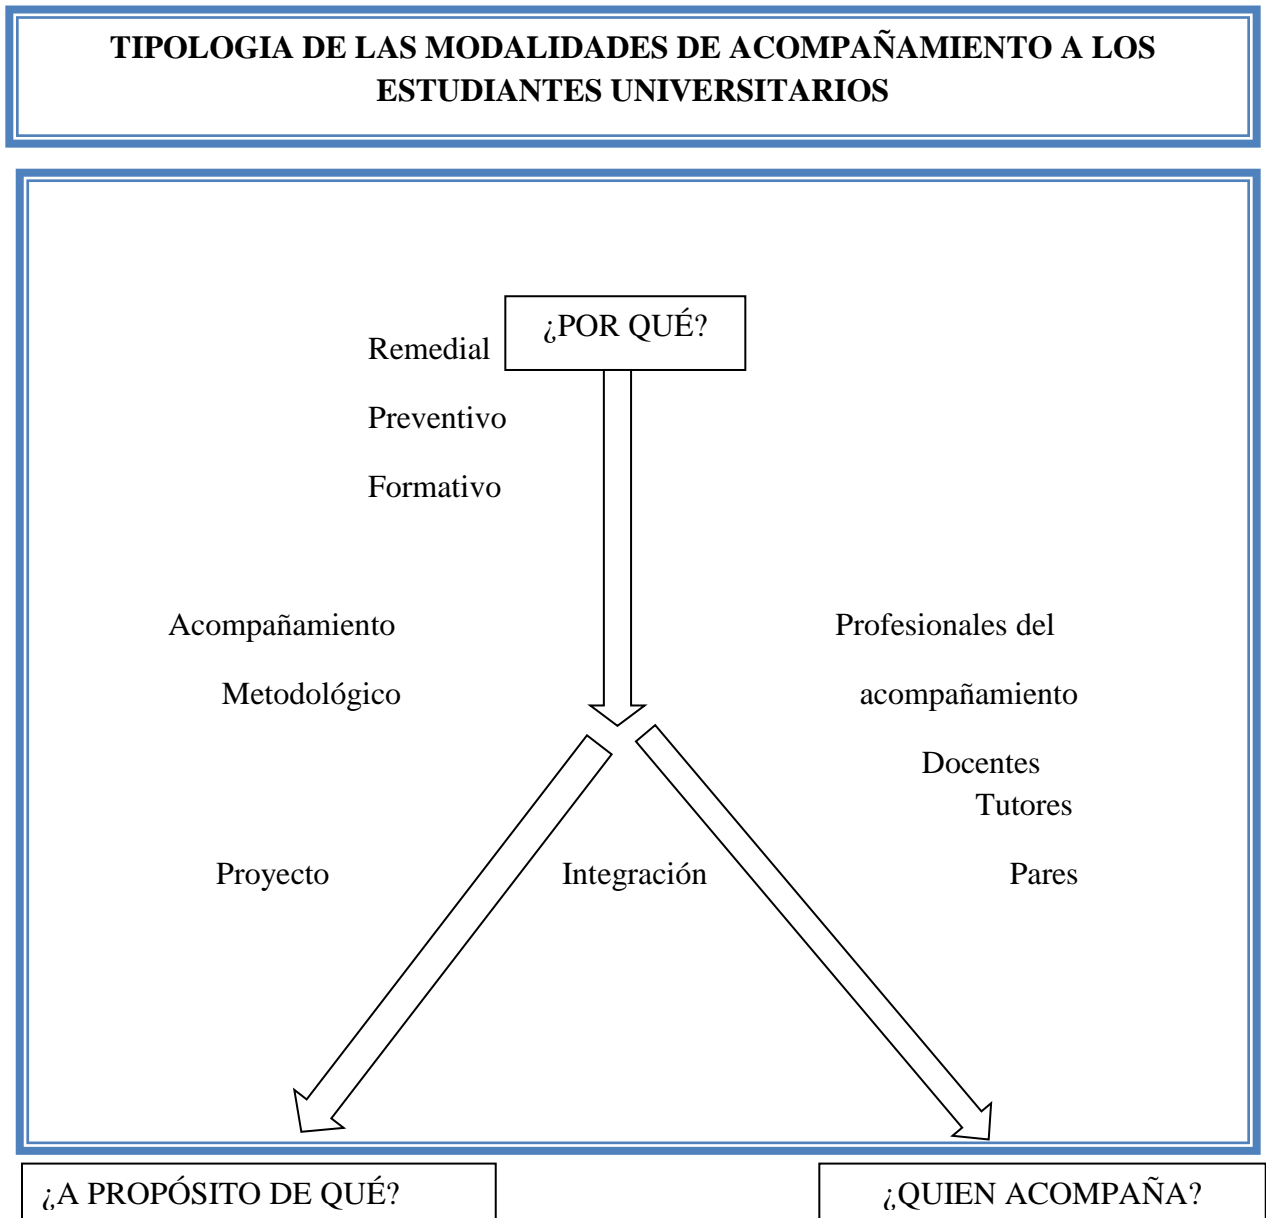 TIPOLOGIA DE LAS MODALIDADES DE ACOMPAÑAMIENTO A LOS
ESTUDIANTES UNIVERSITARIOS
¿POR QUÉ?
Remedial
Preventivo
Formativo
Acompañamiento
Metodológico
Profesionales del
acompañamiento
Docentes
Tutores
Proyecto
Integración
Pares
¿A PROPÓSITO DE QUÉ?
¿QUIEN ACOMPAÑA?